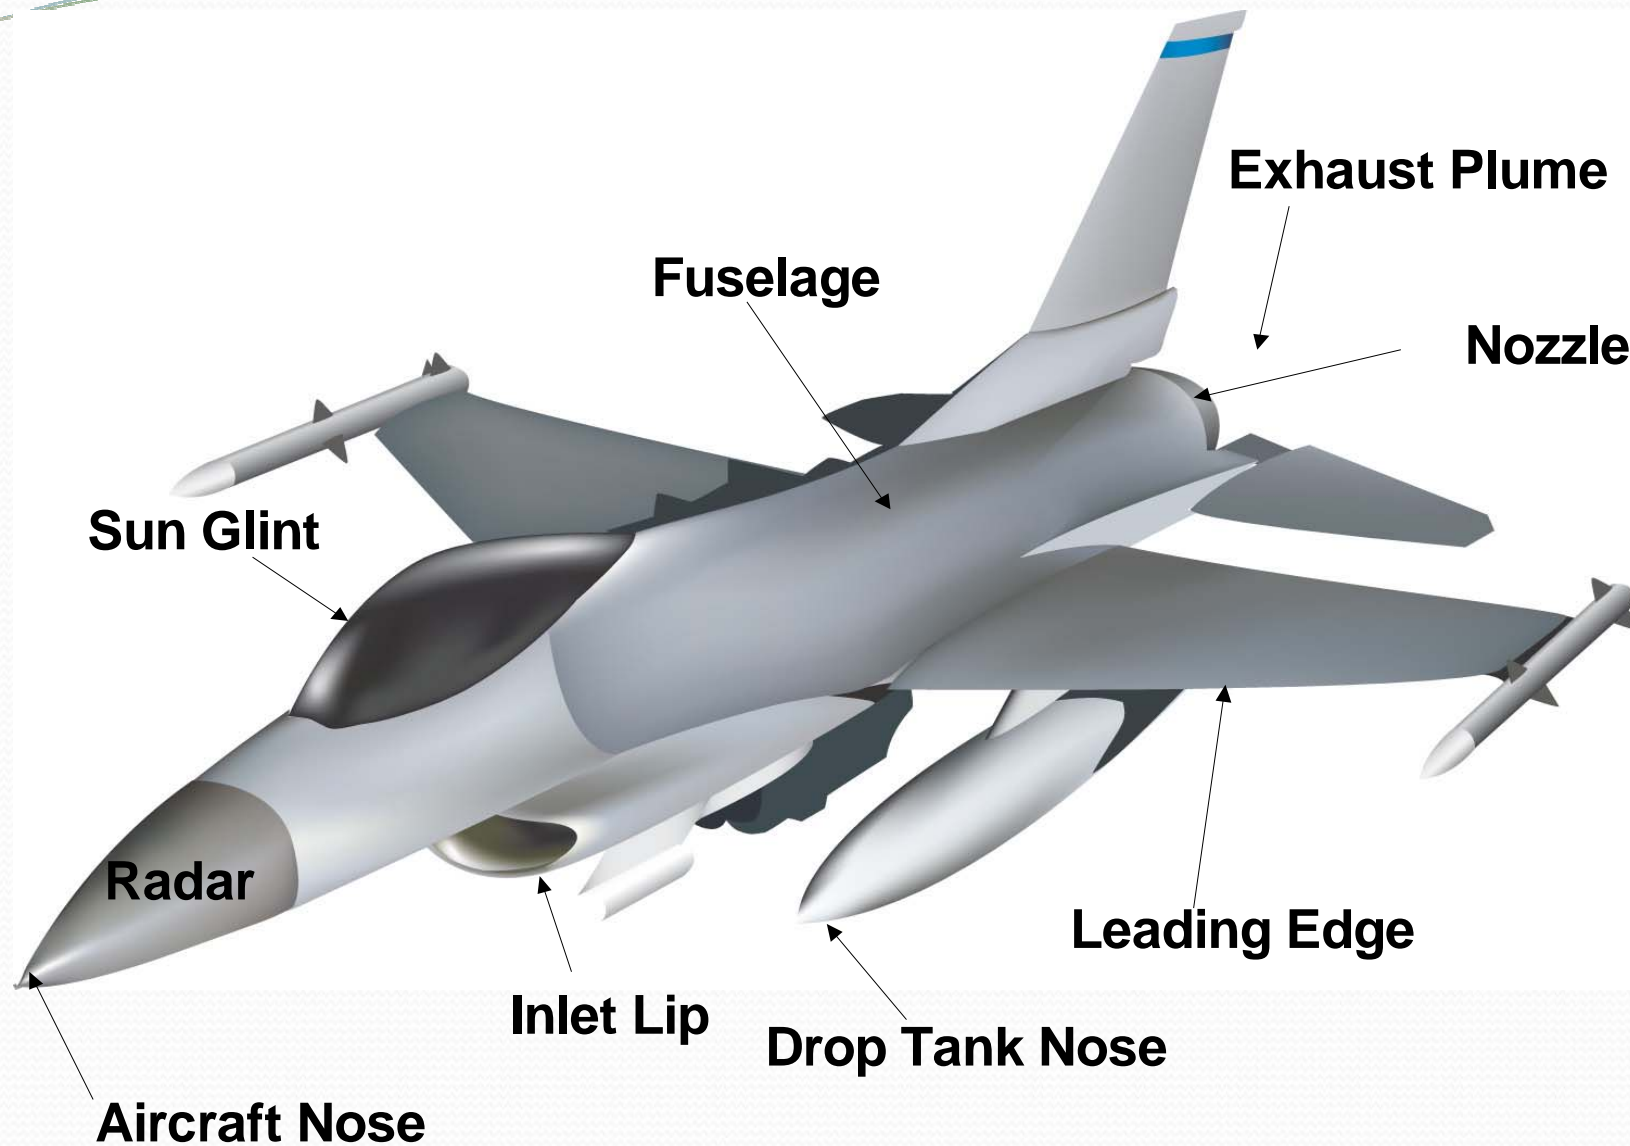 Exhaust Plume
Fuselage
Nozzle
Sun Glint
Radar
Leading Edge
Inlet Lip
Drop Tank Nose
Aircraft Nose